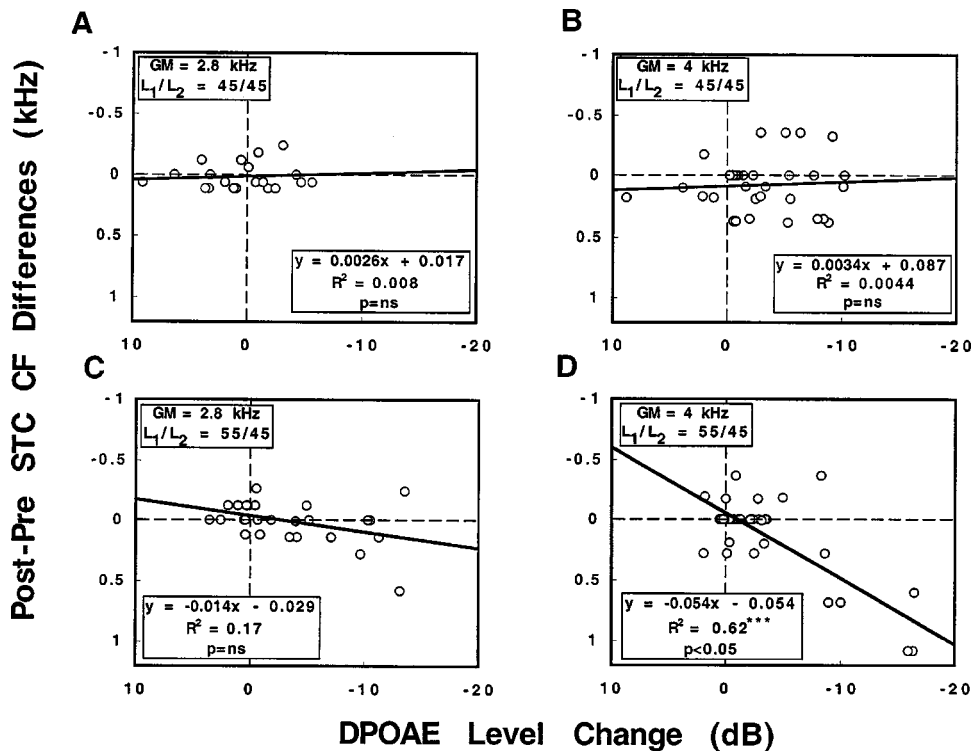 Post-Pre STC CF Differences (kHz)
A
-1
-0.5
0
0.5
1
GM = 2.8 kHz
L1/L2 = 45/45
y = 0.0026x + 0.017
R² = 0.008
p=ns
10 0 -10 -20
B
-1
-0.5
0
0.5
1
GM = 4 kHz
L1/L2 = 45/45
y = 0.0034x + 0.087
R² = 0.0044
p=ns
10 0 -10 -20
C
-1
-0.5
0
0.5
1
GM = 2.8 kHz
L1/L2 = 55/45
y = -0.014x - 0.029
R² = 0.17
p=ns
10 0 -10 -20
D
-1
-0.5
0
0.5
1
GM = 4 kHz
L1/L2 = 55/45
y = -0.054x - 0.054
R² = 0.62***
p<0.05
10 0 -10 -20
DPOAE Level Change (dB)